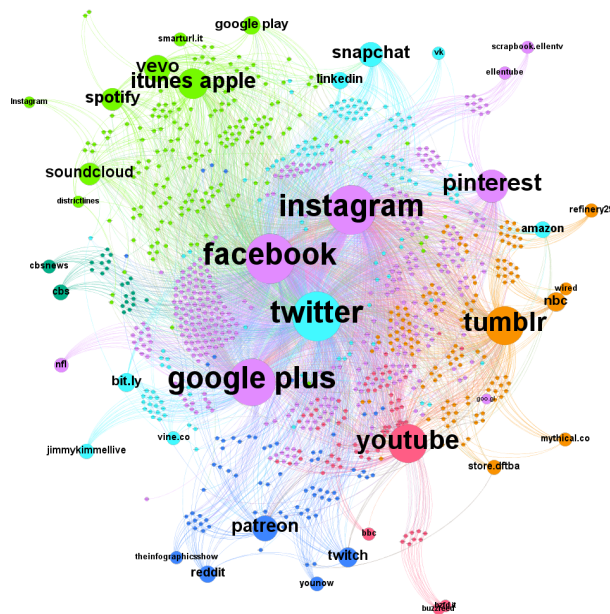 google play
smarturl.it
snapchat
scrapbook.ellentv
vk
vevo
ellentube
itunes apple
linkedin
spotify
Instagram
soundcloud
pinterest
districtlines
instagram
refinery29
amazon
facebook
cbsnews
wired
cbs
nbc
twitter
tumblr
nfl
google plus
bit.ly
goo.gl
vine.co
youtube
mythical.co
jimmykimmellive
store.dftba
patreon
bbc
theinfographicsshow
twitch
reddit
younow
buzzfeed